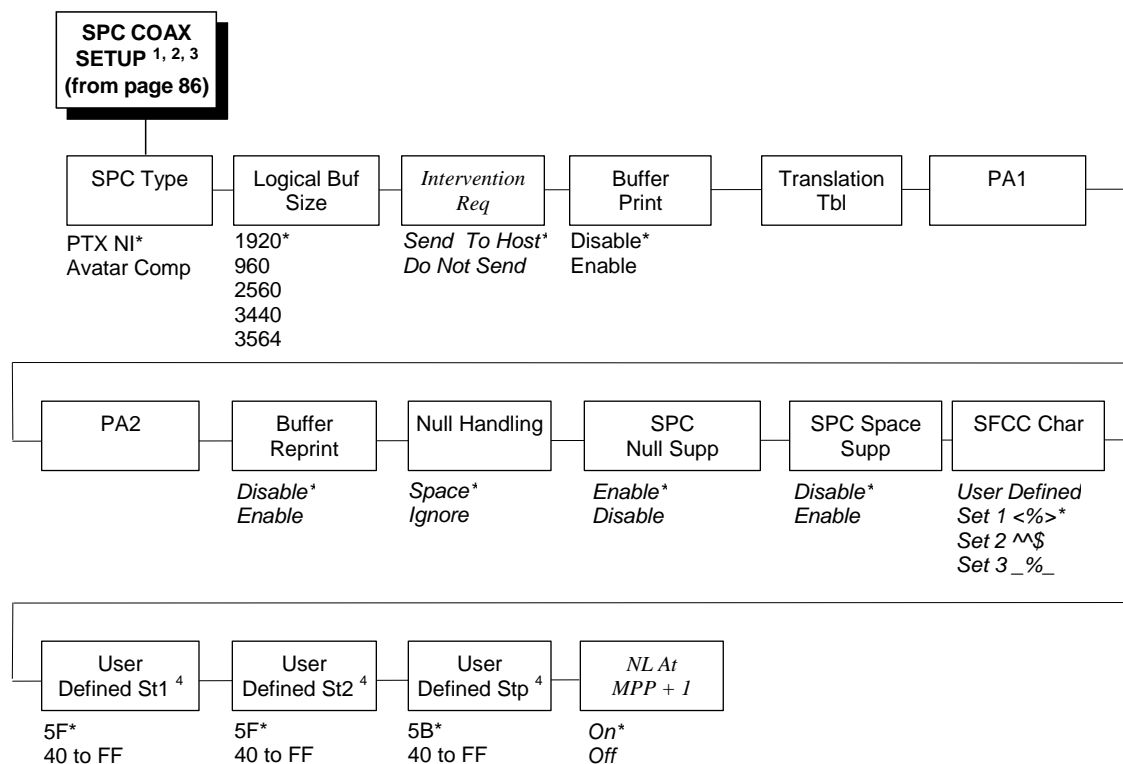 SPC COAX
SETUP 1, 2, 3
(from page 86)
SPC Type
PTX NI*
Avatar Comp
Logical Buf
Size
1920*
960
2560
3440
3564
Intervention
Req
Send To Host*
Do Not Send
Buffer
Print
Disable*
Enable
Translation
Tbl
PA1
PA2
Buffer
Reprint
Disable*
Enable
Null Handling
Space*
Ignore
SPC
Null Supp
Enable*
Disable
SPC Space
Supp
Disable*
Enable
SFCC Char
User Defined
Set 1 <%>*
Set 2 ^^$
Set 3 _%_
User
Defined St1 4
5F*
40 to FF
User
Defined St2 4
5F*
40 to FF
User
Defined Stp 4
5B*
40 to FF
NL At
MPP + 1
On*
Off